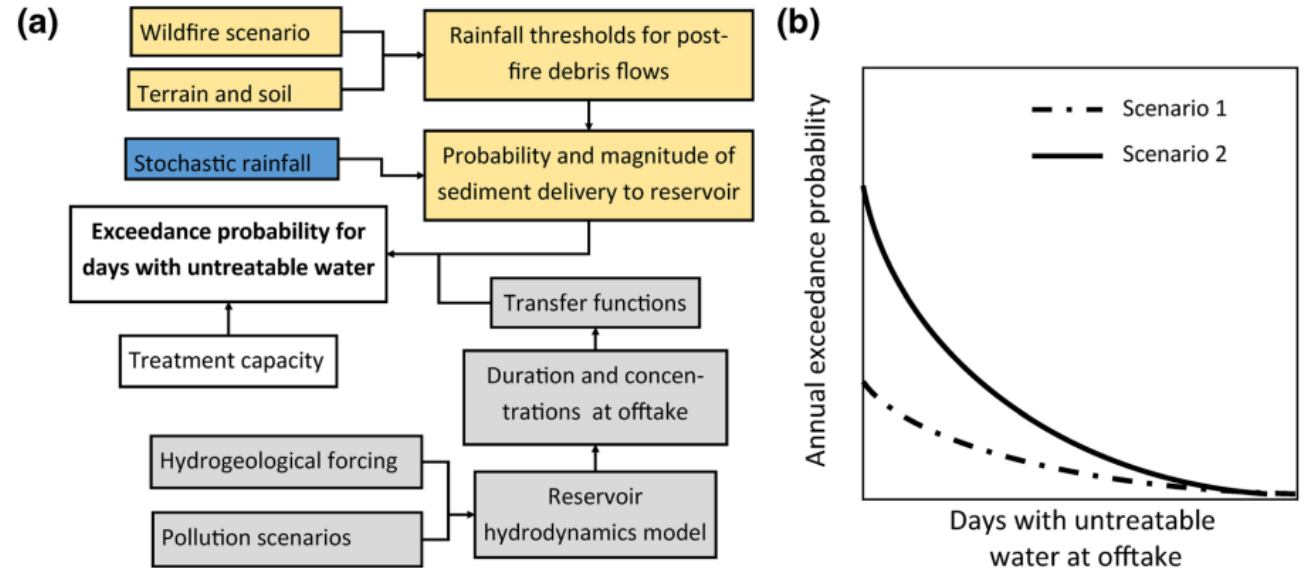 (a)
Wildfire scenario
Terrain and soil
Rainfall thresholds for post-
fire debris flows
Stochastic rainfall
Probability and magnitude of
sediment delivery to reservoir
Exceedance probability for
days with untreatable water
Transfer functions
Treatment capacity
Duration and concen-
trations at offtake
Hydrogeological forcing
Pollution scenarios
Reservoir
hydrodynamics model
(b)
Annual exceedance probability
Scenario 1
Scenario 2
Days with untreatable
water at offtake